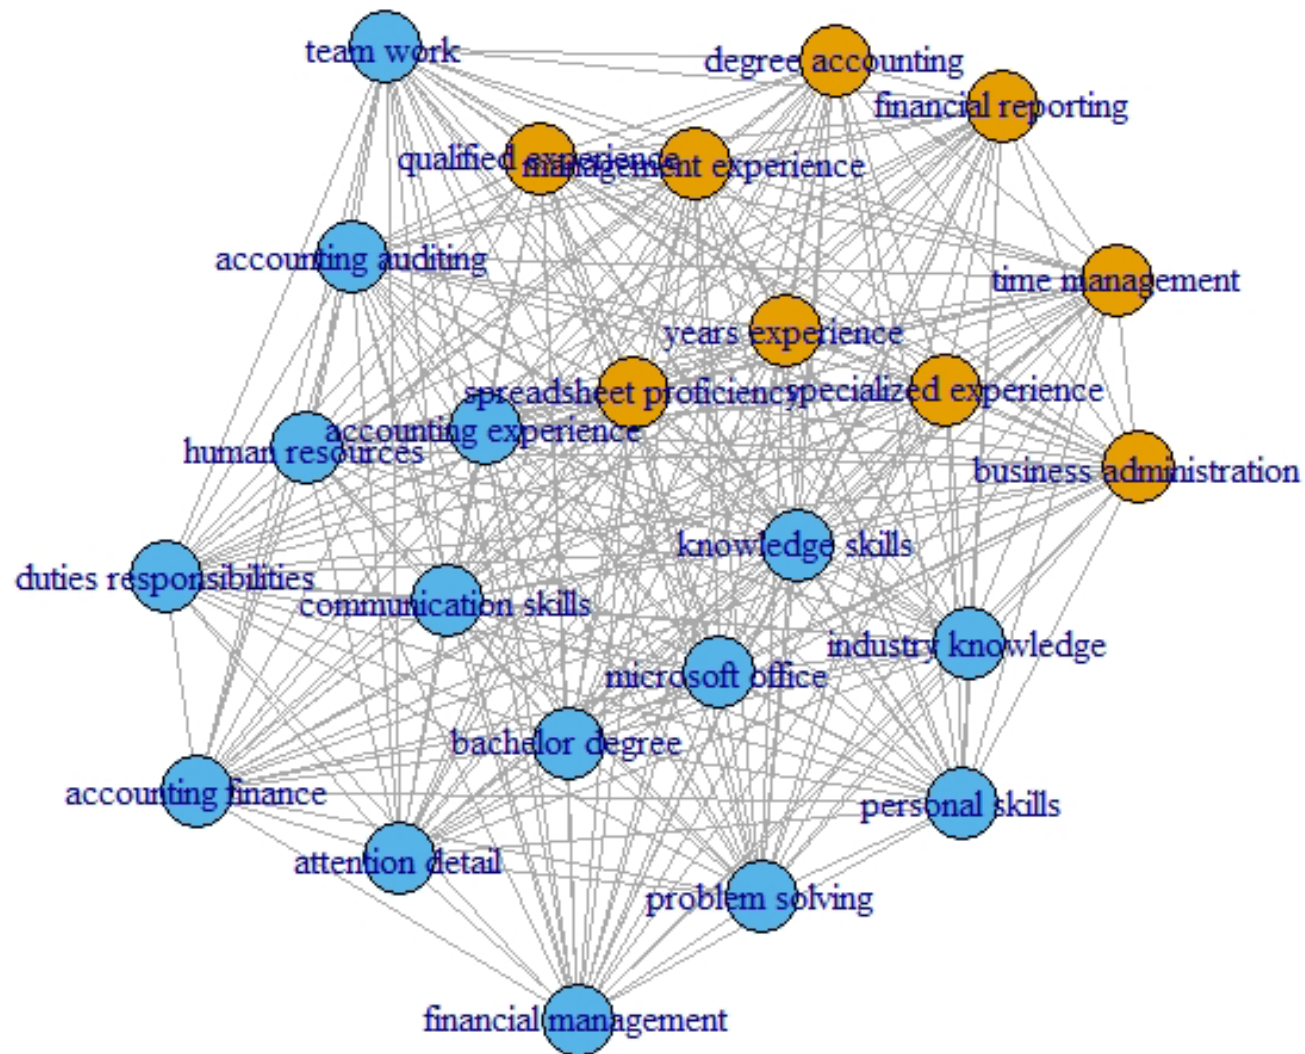 team work
degree accounting
financial reporting
qualified experience
management experience
accounting auditing
time management
years experience
spreadsheet proficiency
specialized experience
accounting experience
human resources
business administration
knowledge skills
duties responsibilities
communication skills
industry knowledge
microsoft office
bachelor degree
accounting finance
personal skills
attention detail
problem solving
financial management